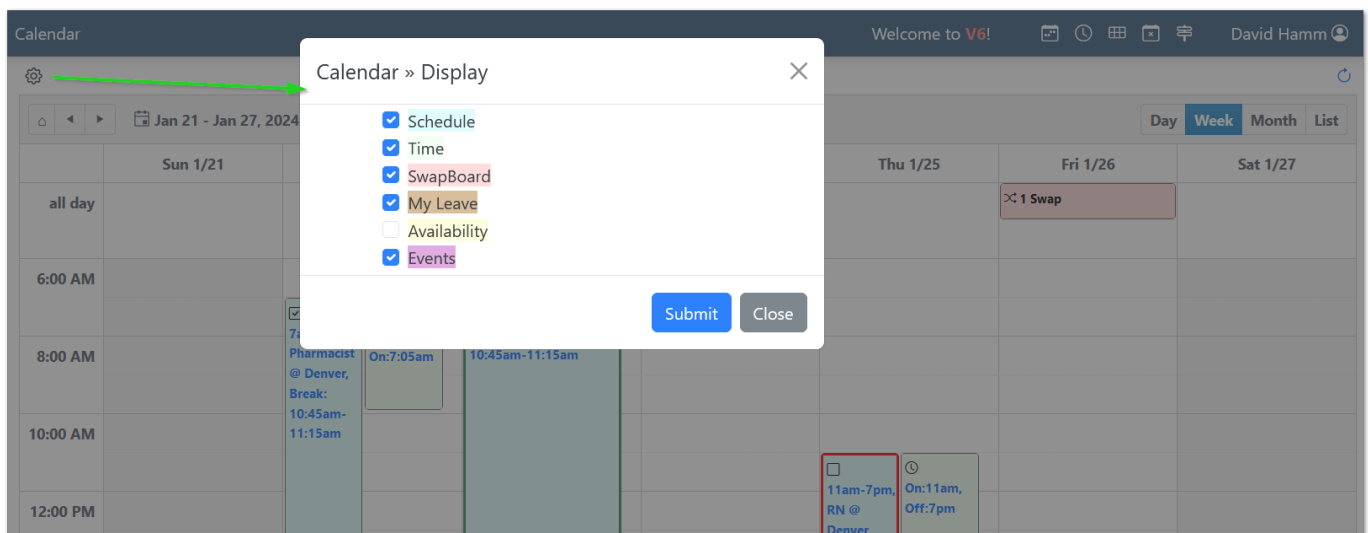 Calendar
Welcome to V6!
David Hamm
Calendar » Display
Schedule
Time
SwapBoard
My Leave
Availability
Events
Submit
Close
Jan 21 - Jan 27, 2024
Day
Week
Month
List
Sun 1/21
Thu 1/25
Fri 1/26
Sat 1/27
all day
1 Swap
6:00 AM
8:00 AM
10:00 AM
12:00 PM
Pharmacist
@ Denver,
Break:
10:45am-
11:15am
On:7:05am
10:45am-11:15am
11am-7pm,
RN @
Denver
On:11am,
Off:7pm